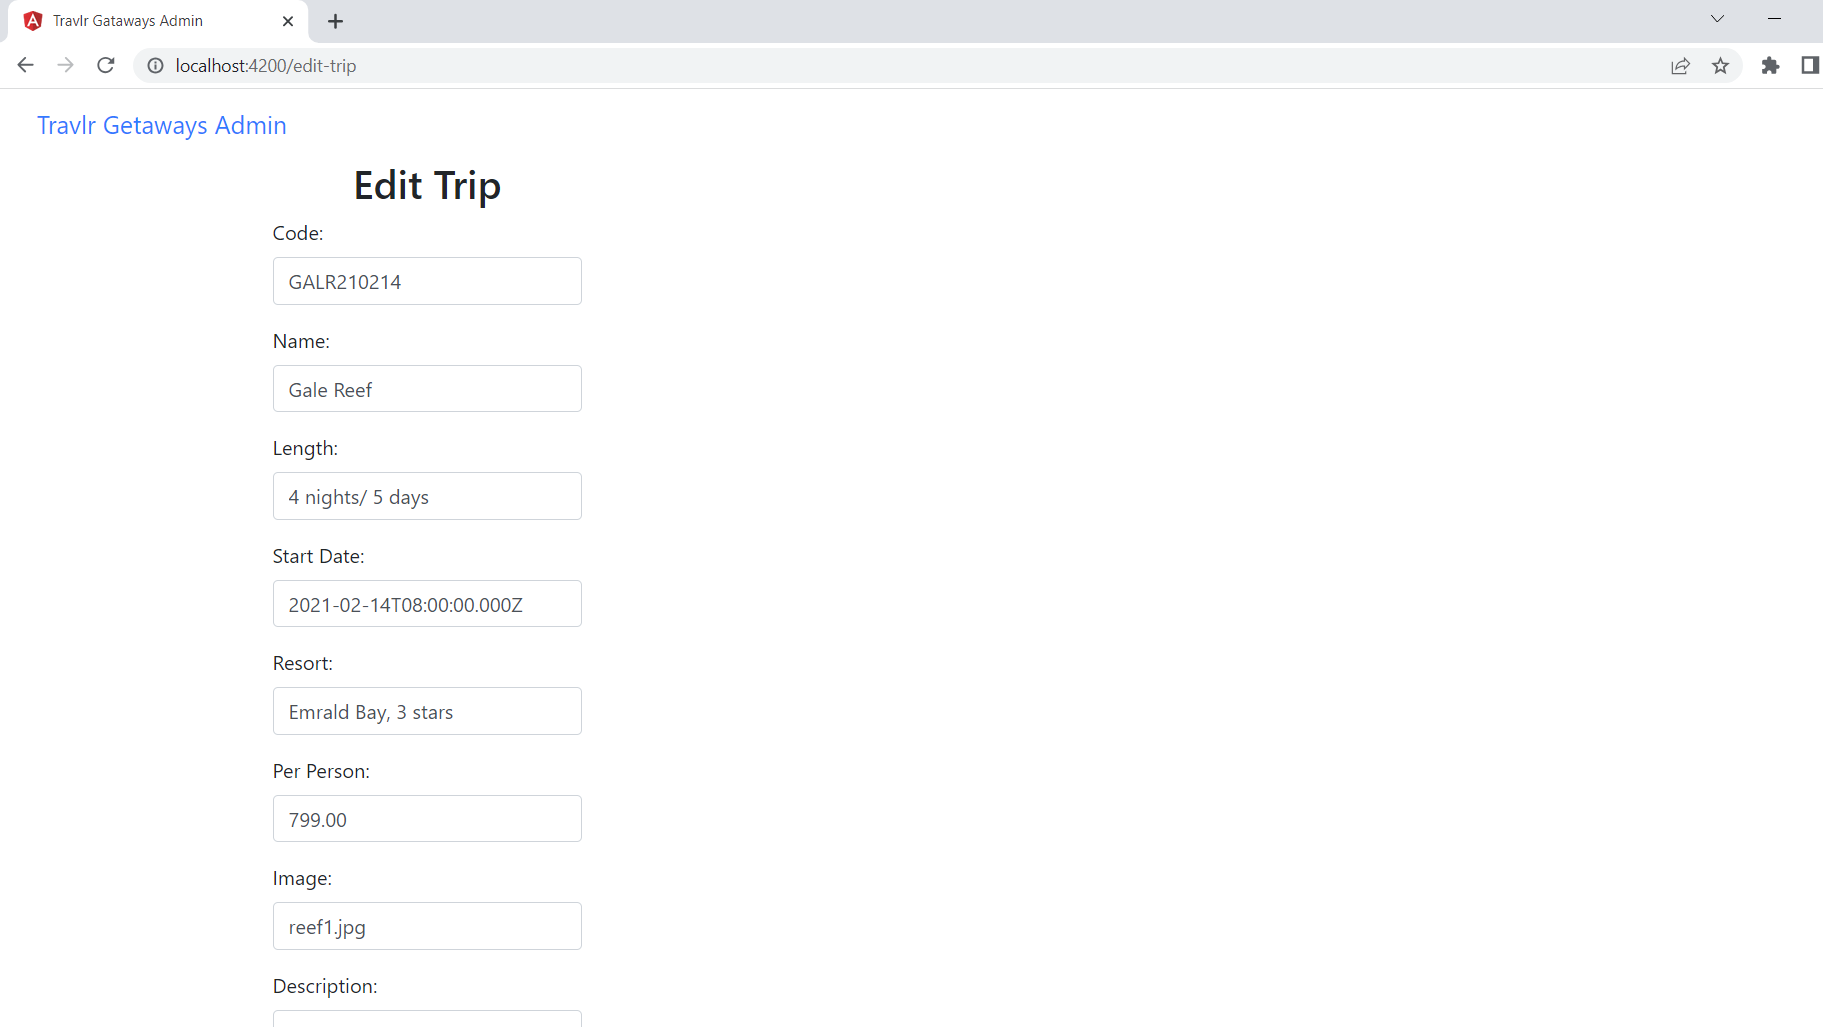 Travlr Gataways Admin
localhost:4200/edit-trip
Travlr Getaways Admin
Edit Trip
Code:
GALR210214
Name:
Gale Reef
Length:
4 nights/ 5 days
Start Date:
2021-02-14T08:00:00.000Z
Resort:
Emrald Bay, 3 stars
Per Person:
799.00
Image:
reef1.jpg
Description: